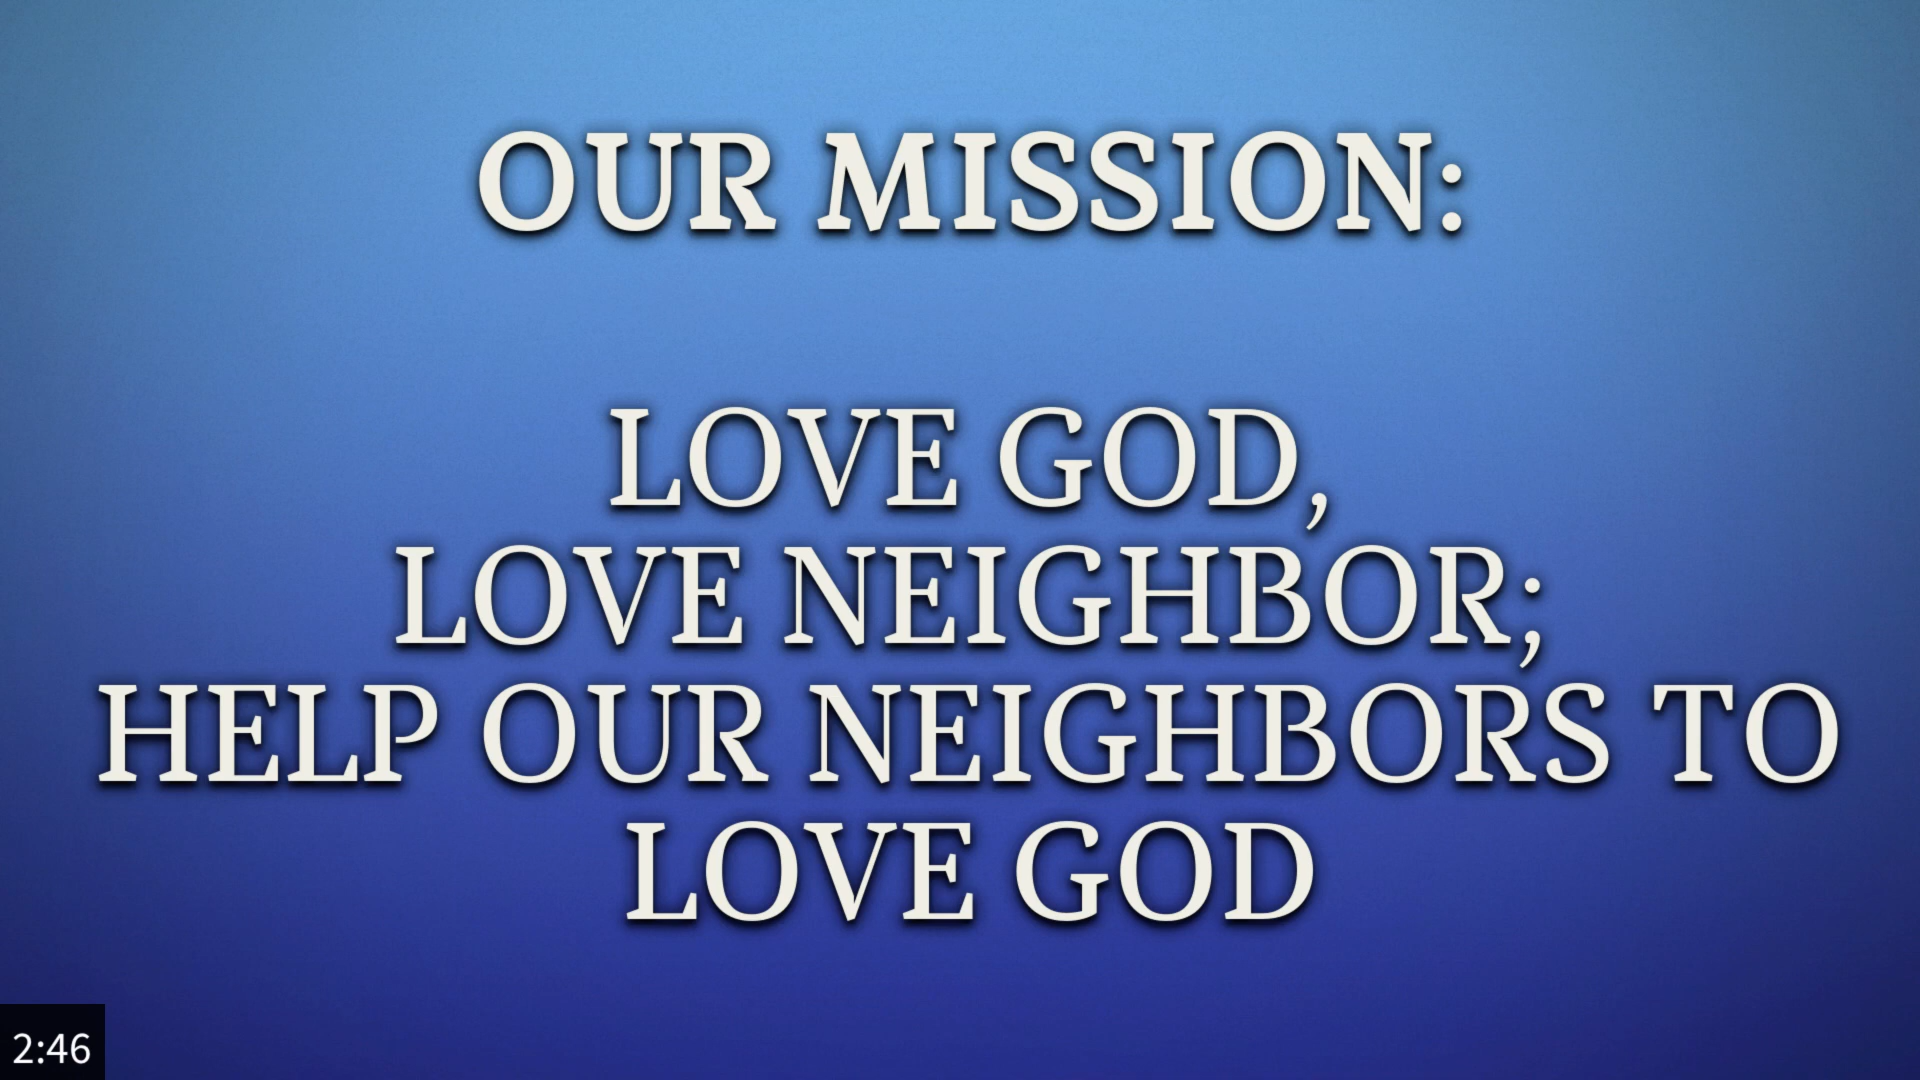 OUR MISSION:
LOVE GOD,
LOVE NEIGHBOR;
HELP OUR NEIGHBORS TO
LOVE GOD
2:46